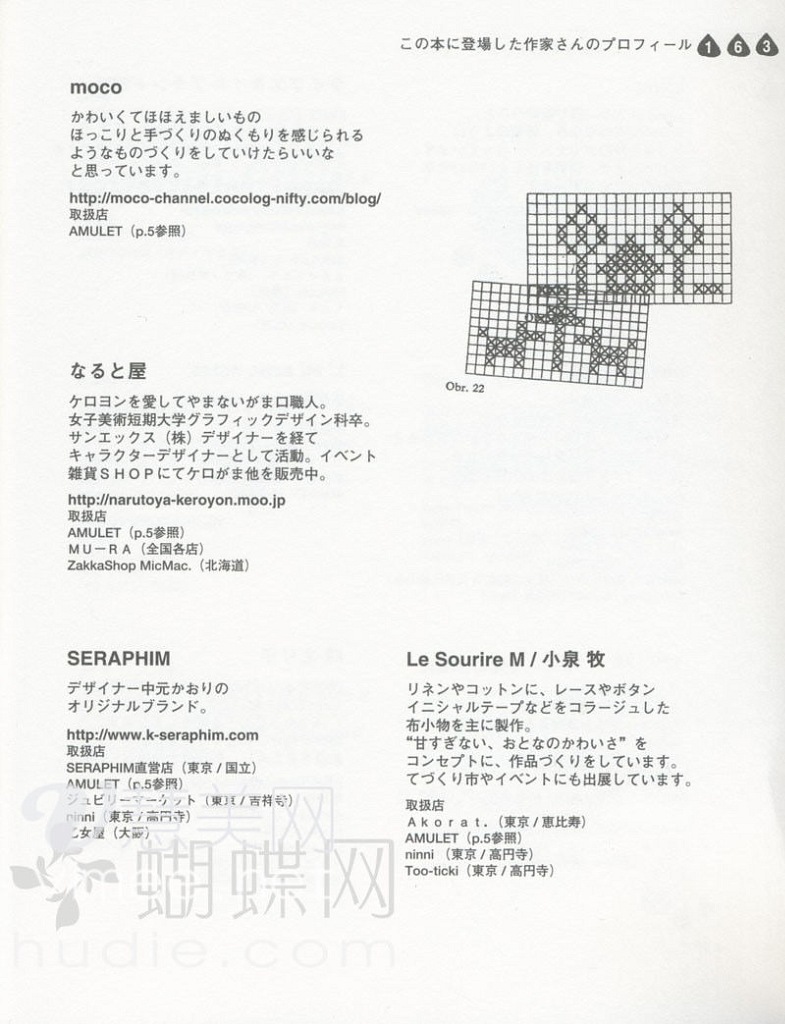 この本に登場した作家さんのプロフィール 1 6 3
moco
かわいくてほほえましいもの
ほっこりと手づくりのぬくもりを感じられる
ようなものづくりをしていけたらいいな
と思っています。
http://moco-channel.cocolog-nifty.com/blog/
取扱店
AMULET（p.5参照）
Obr. 22
なると屋
ケロヨンを愛してやまないがま口職人。
女子美術短期大学グラフィックデザイン科卒。
サンエックス（株）デザイナーを経て
キャラクターデザイナーとして活動。イベント
雑貨ＳＨＯＰにてケロがま他を販売中。
http://narutoya-keroyon.moo.jp
取扱店
AMULET（p.5参照）
ＭＵ－ＲＡ（全国各店）
ZakkaShop MicMac.（北海道）
SERAPHIM
デザイナー中元かおりの
オリジナルブランド。
http://www.k-seraphim.com
取扱店
SERAPHIM直営店（東京 / 国立）
AMULET（p.5参照）
ジュビリーマーケット（東京 / 吉祥寺）
ninni（東京 / 高円寺）
乙女屋（大阪）
Le Sourire M / 小泉 牧
リネンやコットンに、レースやボタン
イニシャルテープなどをコラージュした
布小物を主に製作。
“甘すぎない、おとなのかわいさ”を
コンセプトに、作品づくりをしています。
てづくり市やイベントにも出展しています。
取扱店
Ａｋｏｒａｔ.（東京 / 恵比寿）
AMULET（p.5参照）
ninni （東京 / 高円寺）
Too-ticki（東京 / 高円寺）
美网
蝴蝶网
hudie.com